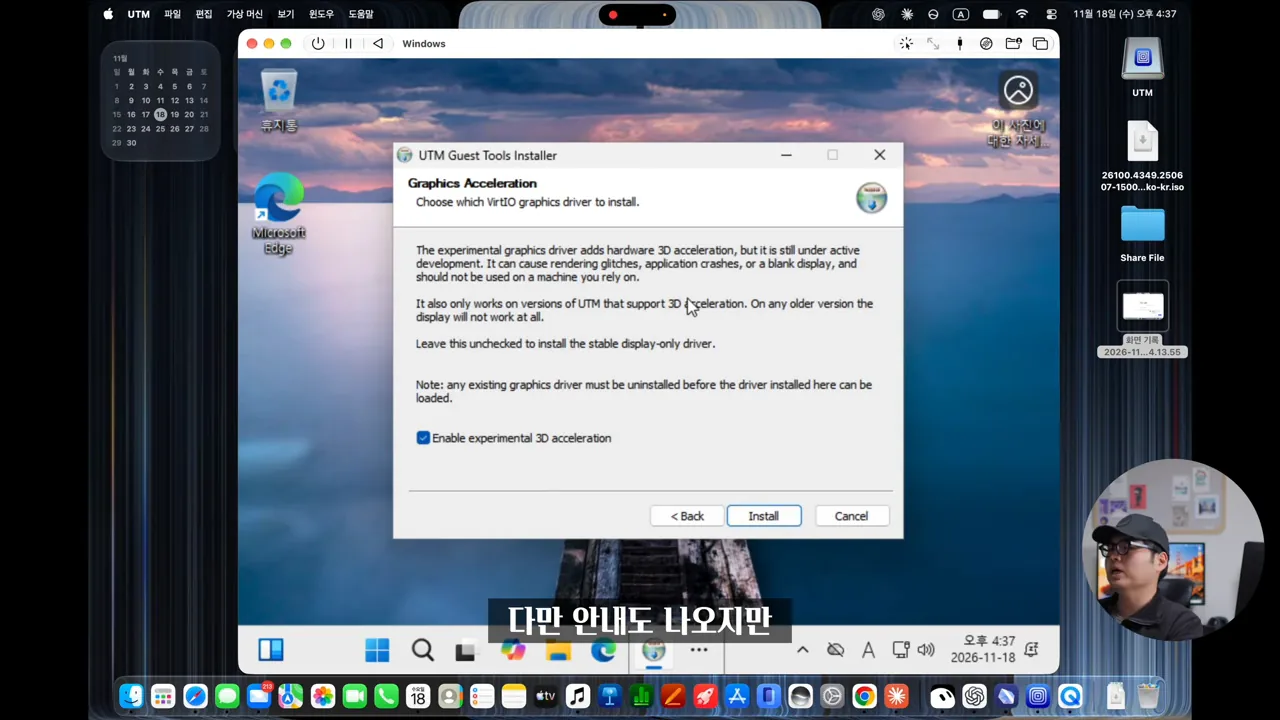 UTM 파일 편집 가상 머신 보기 윈도우 도움말
A
11월 18일 (수) 오후 4:37
11월
일 월 화 수 목 금 토
1 2 3 4 5 6 7
8 9 10 11 12 13 14
15 16 17 18 19 20 21
22 23 24 25 26 27 28
29 30
Windows
휴지통
Microsoft
Edge
이 사진에
대한 자세...
UTM
26100.4349.2506
07-1500...ko-kr.iso
Share File
화면 기록
2026-11...4.13.55
UTM Guest Tools Installer
Graphics Acceleration
Choose which VirtIO graphics driver to install.
The experimental graphics driver adds hardware 3D acceleration, but it is still under active
development. It can cause rendering glitches, application crashes, or a blank display, and
should not be used on a machine you rely on.
It also only works on versions of UTM that support 3D acceleration. On any older version the
display will not work at all.
Leave this unchecked to install the stable display-only driver.
Note: any existing graphics driver must be uninstalled before the driver installed here can be
loaded.
Enable experimental 3D acceleration
< Back
Install
Cancel
다만 안내도 나오지만
A
오후 4:37
2026-11-18
213
수요일
18
tv